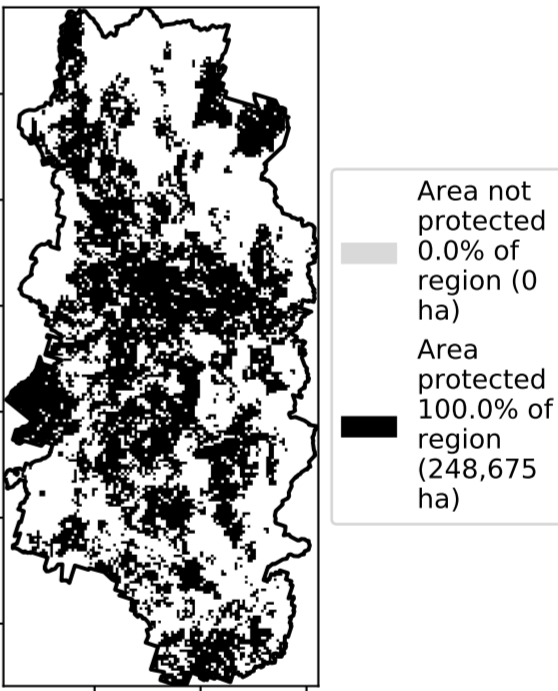 Area not
protected
0.0% of
region (0
ha)
Area
protected
100.0% of
region
(248,675
ha)